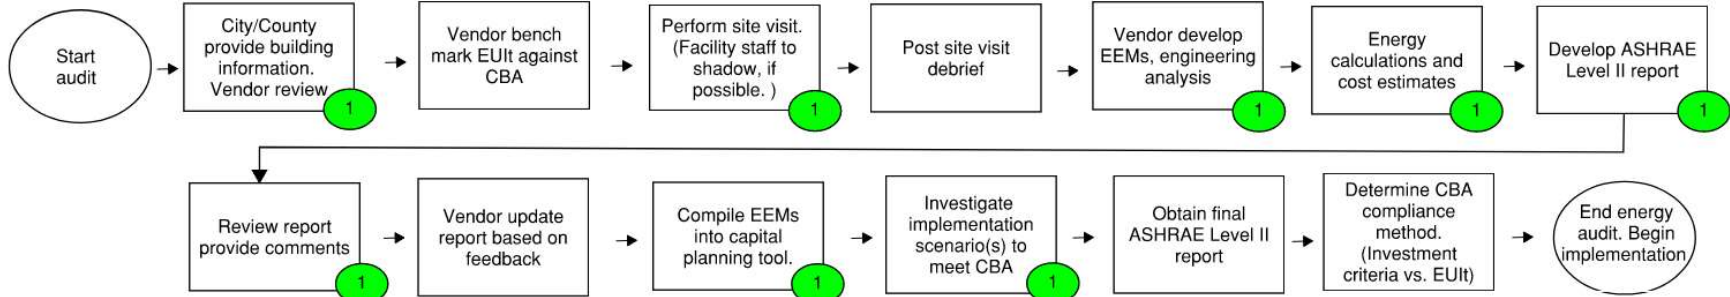 Start
audit
City/County
provide building
information.
Vendor review
1
Vendor bench
mark EUIt against
CBA
Perform site visit.
(Facility staff to
shadow, if
possible. )
1
Post site visit
debrief
Vendor develop
EEMs, engineering
analysis
1
Energy
calculations and
cost estimates
1
Develop ASHRAE
Level II report
1
Review report
provide comments
1
Vendor update
report based on
feedback
Compile EEMs
into capital
planning tool.
1
Investigate
implementation
scenario(s) to
meet CBA
1
Obtain final
ASHRAE Level II
report
Determine CBA
compliance
method.
(Investment
criteria vs. EUIt)
End energy
audit. Begin
implementation